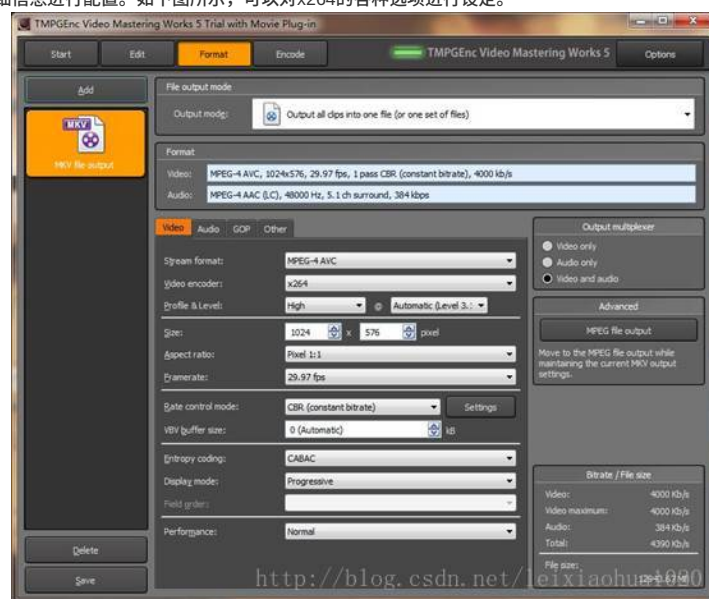 细信息进行配置。如下图所示，可以对x264的各种选项进行设定。
TMPGEnc Video Mastering Works 5 Trial with Movie Plug-in
Start Edit Format Encode TMPGEnc Video Mastering Works 5 Options
Add
MKV
MKV file output
File output mode
Output mode: Output all clips into one file (or one set of files)
Format
Video: MPEG-4 AVC, 1024x576, 29.97 fps, 1 pass CBR (constant bitrate), 4000 kb/s
Audio: MPEG-4 AAC (LC), 48000 Hz, 5.1 ch surround, 384 kbps
Video Audio GOP Other
Stream format: MPEG-4 AVC
Video encoder: x264
Profile & Level: High @ Automatic (Level 3.:
Size: 1024 x 576 pixel
Aspect ratio: Pixel 1:1
Framerate: 29.97 fps
Rate control mode: CBR (constant bitrate) Settings
VBV buffer size: 0 (Automatic) kB
Entropy coding: CABAC
Display mode: Progressive
Field order:
Performance: Normal
Output multiplexer
Video only
Audio only
Video and audio
Advanced
MPEG file output
Move to the MPEG file output while
maintaining the current MKV output
settings.
Bitrate / File size
Video: 4000 Kb/s
Video maximum: 4000 Kb/s
Audio: 384 Kb/s
Total: 4390 Kb/s
File size:
Delete
Save
http://blog.csdn.net/leixiaohua1020